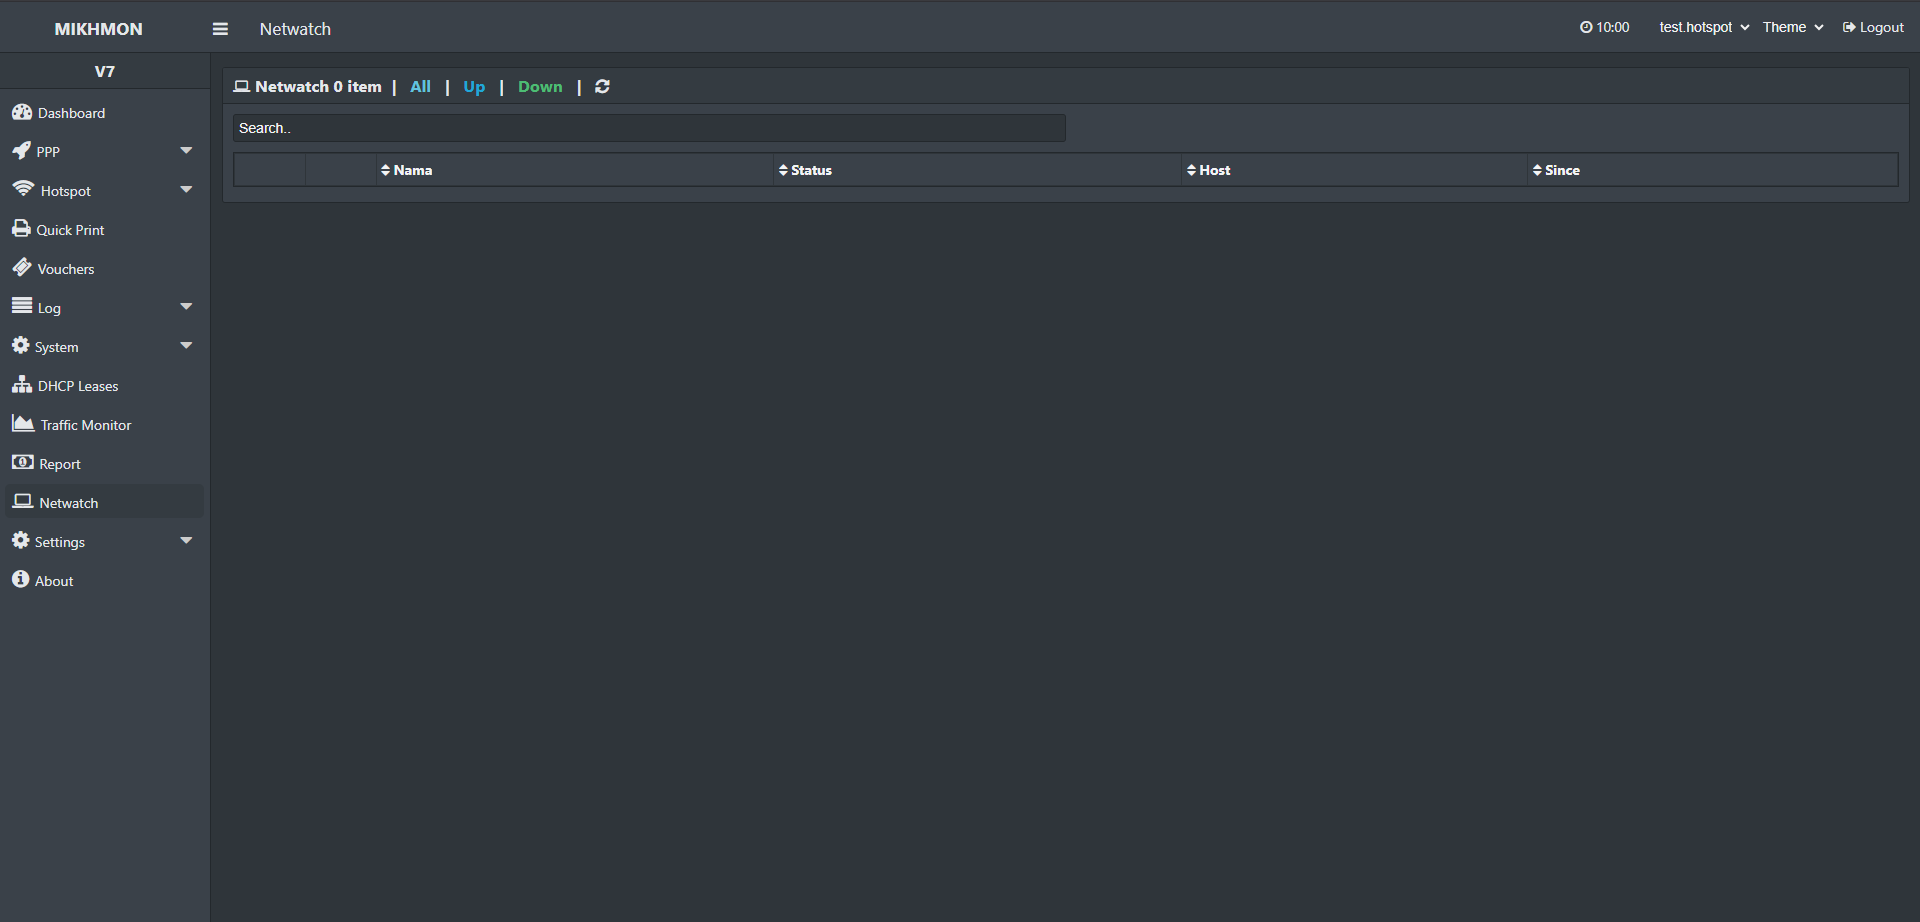 MIKHMON
Netwatch
10:00
test.hotspot
Theme
Logout
V7
Dashboard
PPP
Hotspot
Quick Print
Vouchers
Log
System
DHCP Leases
Traffic Monitor
Report
Netwatch
Settings
About
Netwatch 0 item | All | Up | Down |
Search..
Nama Status Host Since